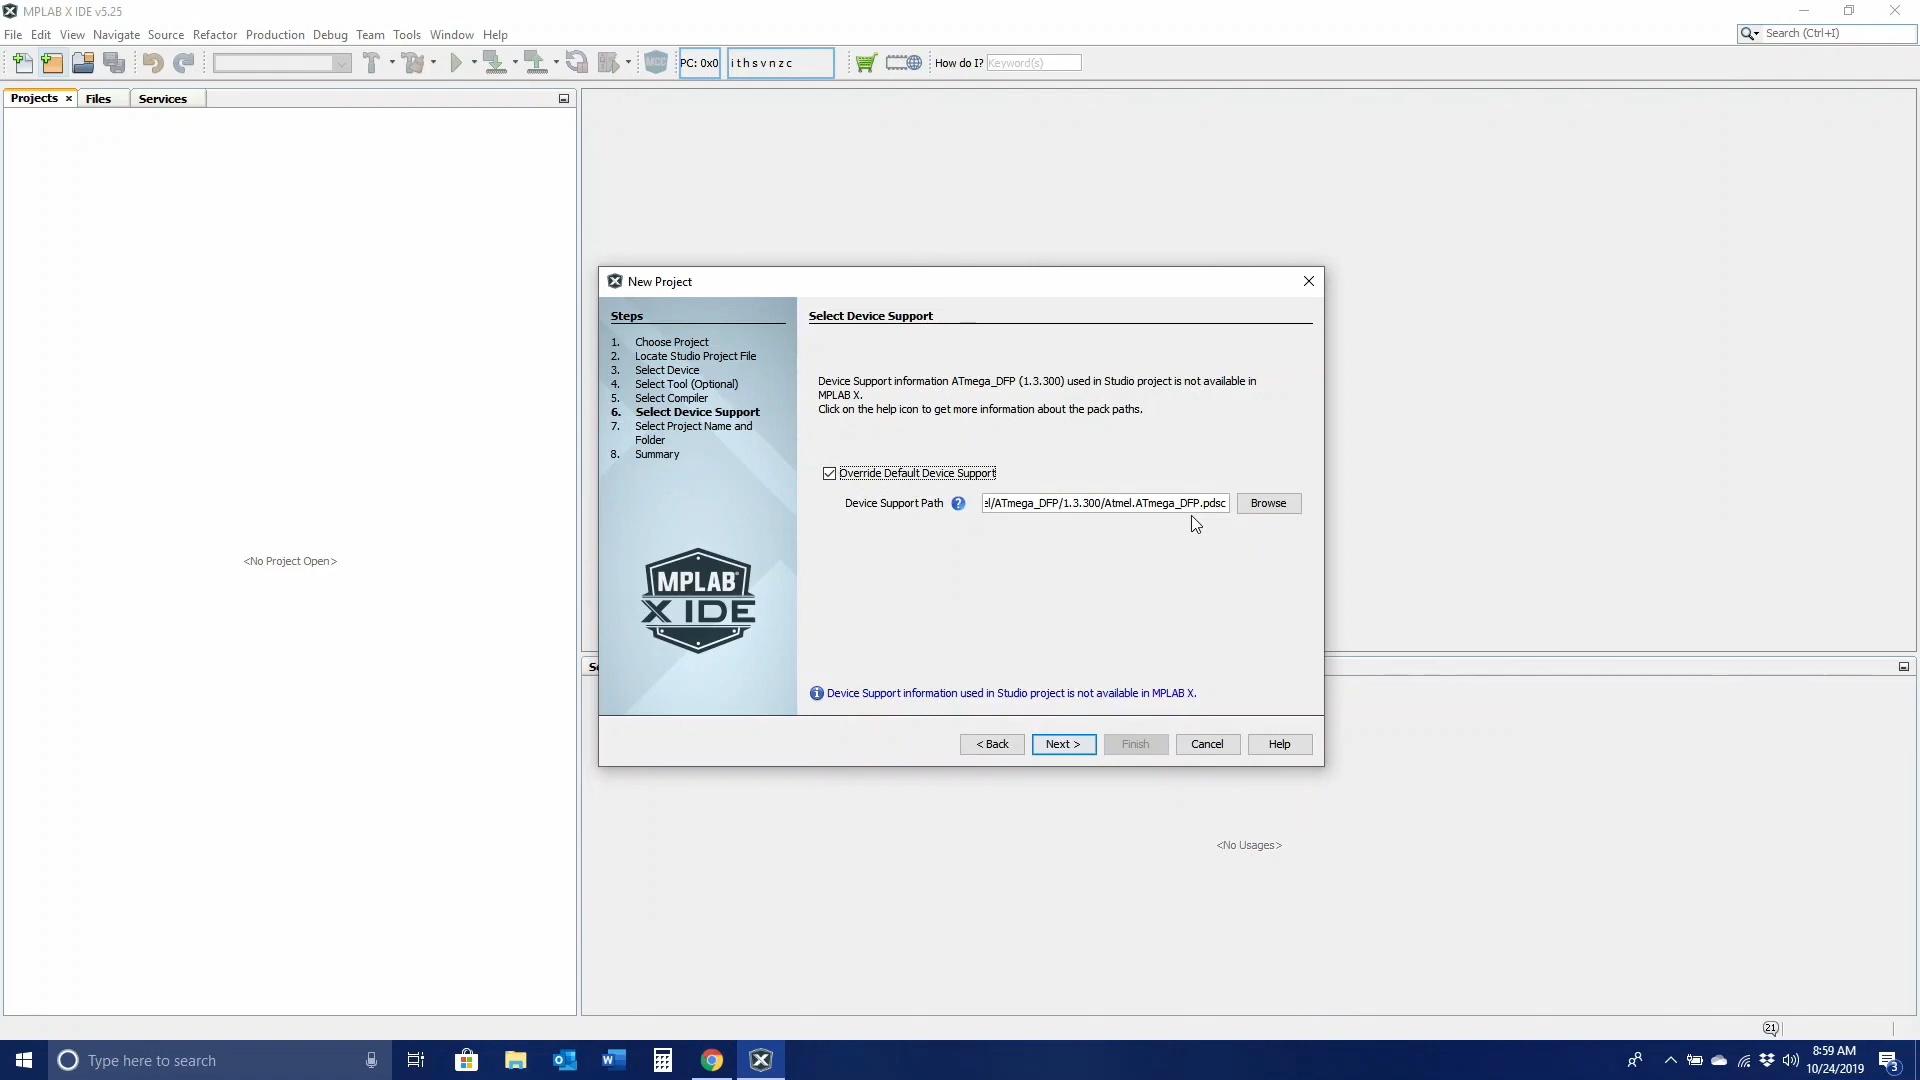 MPLAB X IDE v5.25
File Edit View Navigate Source Refactor Production Debug Team Tools Window Help
Search (Ctrl+I)
MCC
PC: 0x0
i t h s v n z c
How do I?
Keyword(s)
Projects
Files
Services
<No Project Open>
New Project
Steps
1. Choose Project
2. Locate Studio Project File
3. Select Device
4. Select Tool (Optional)
5. Select Compiler
6. Select Device Support
7. Select Project Name and
Folder
8. Summary
MPLAB
X IDE
Select Device Support
Device Support information ATmega_DFP (1.3.300) used in Studio project is not available in
MPLAB X.
Click on the help icon to get more information about the pack paths.
Override Default Device Support
Device Support Path
el/ATmega_DFP/1.3.300/Atmel.ATmega_DFP.pdsc
Browse
Device Support information used in Studio project is not available in MPLAB X.
< Back
Next >
Finish
Cancel
Help
<No Usages>
21
Type here to search
8:59 AM
10/24/2019
3